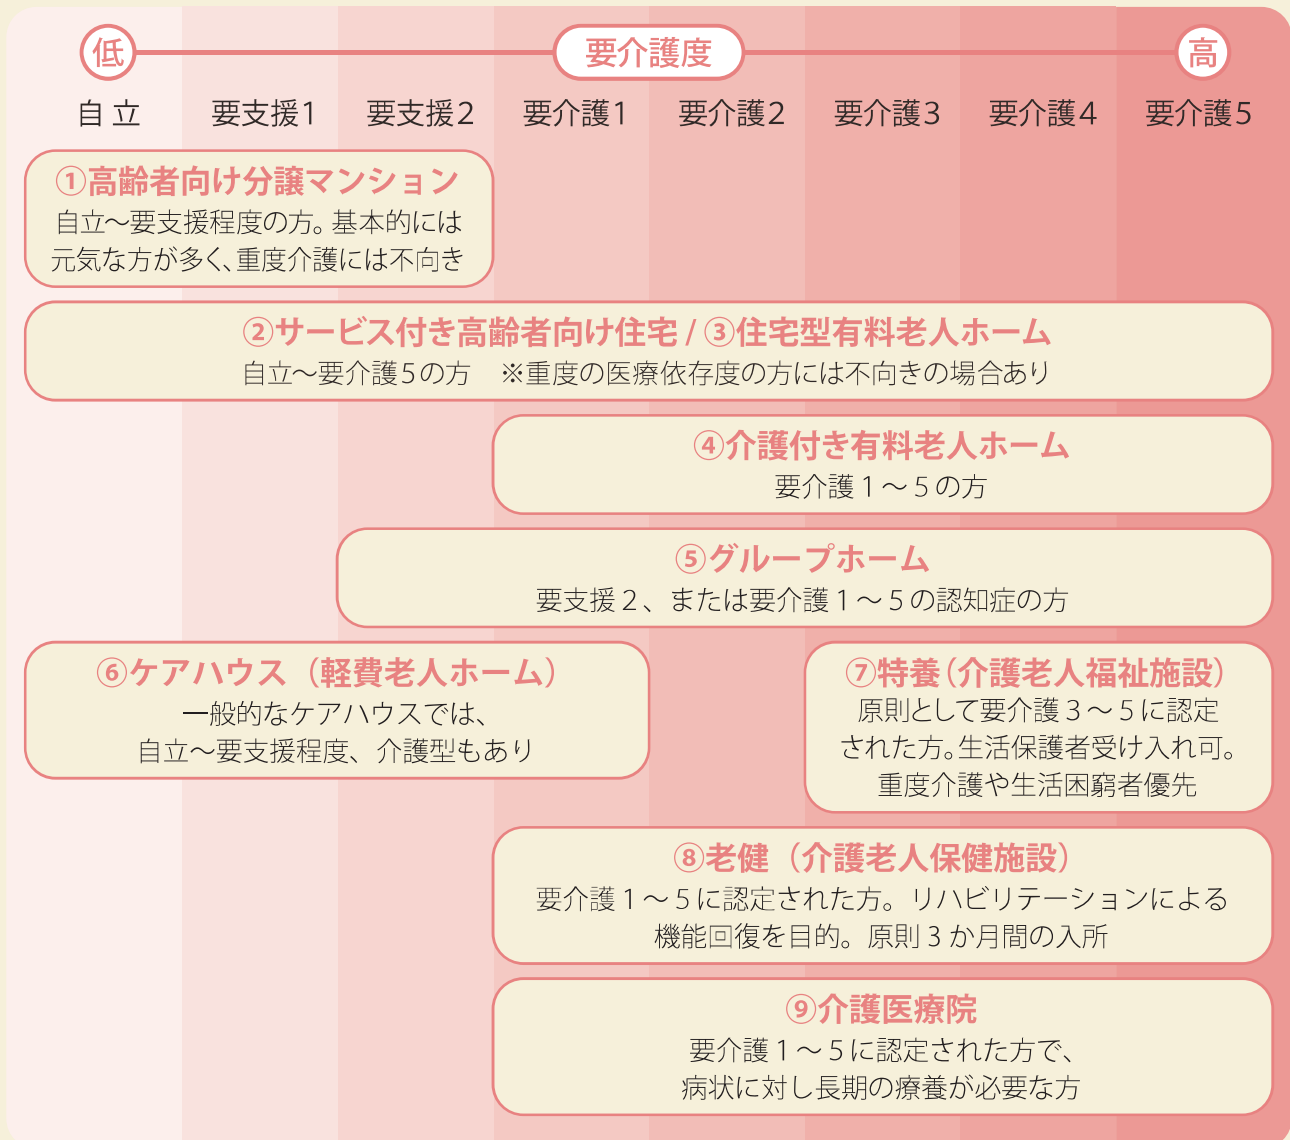 低 要介護度 高
自立 要支援1 要支援2 要介護1 要介護2 要介護3 要介護4 要介護5
①高齢者向け分譲マンション
自立～要支援程度の方。基本的には
元気な方が多く、重度介護には不向き
②サービス付き高齢者向け住宅 / ③住宅型有料老人ホーム
自立～要介護5の方 ※重度の医療依存度の方には不向きの場合あり
④介護付き有料老人ホーム
要介護1～5の方
⑤グループホーム
要支援2、または要介護1～5の認知症の方
⑥ケアハウス（軽費老人ホーム）
一般的なケアハウスでは、
自立～要支援程度、介護型もあり
⑦特養（介護老人福祉施設）
原則として要介護3～5に認定
された方。生活保護者受け入れ可。
重度介護や生活困窮者優先
⑧老健（介護老人保健施設）
要介護1～5に認定された方。リハビリテーションによる
機能回復を目的。原則3か月間の入所
⑨介護医療院
要介護1～5に認定された方で、
病状に対し長期の療養が必要な方